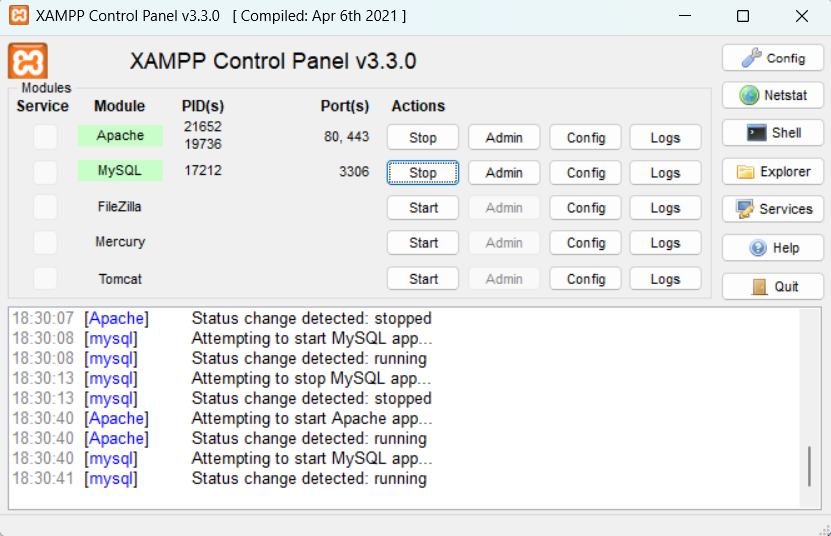 XAMPP Control Panel v3.3.0 [ Compiled: Apr 6th 2021 ]
XAMPP Control Panel v3.3.0
Config
Modules
Service Module PID(s) Port(s) Actions
Netstat
Apache 21652 19736 80, 443 Stop Admin Config Logs
Shell
MySQL 17212 3306 Stop Admin Config Logs
Explorer
FileZilla Start Admin Config Logs
Services
Mercury Start Admin Config Logs
Help
Tomcat Start Admin Config Logs
Quit
18:30:07 [Apache] Status change detected: stopped
18:30:08 [mysql] Attempting to start MySQL app...
18:30:08 [mysql] Status change detected: running
18:30:13 [mysql] Attempting to stop MySQL app...
18:30:13 [mysql] Status change detected: stopped
18:30:40 [Apache] Attempting to start Apache app...
18:30:40 [Apache] Status change detected: running
18:30:40 [mysql] Attempting to start MySQL app...
18:30:41 [mysql] Status change detected: running